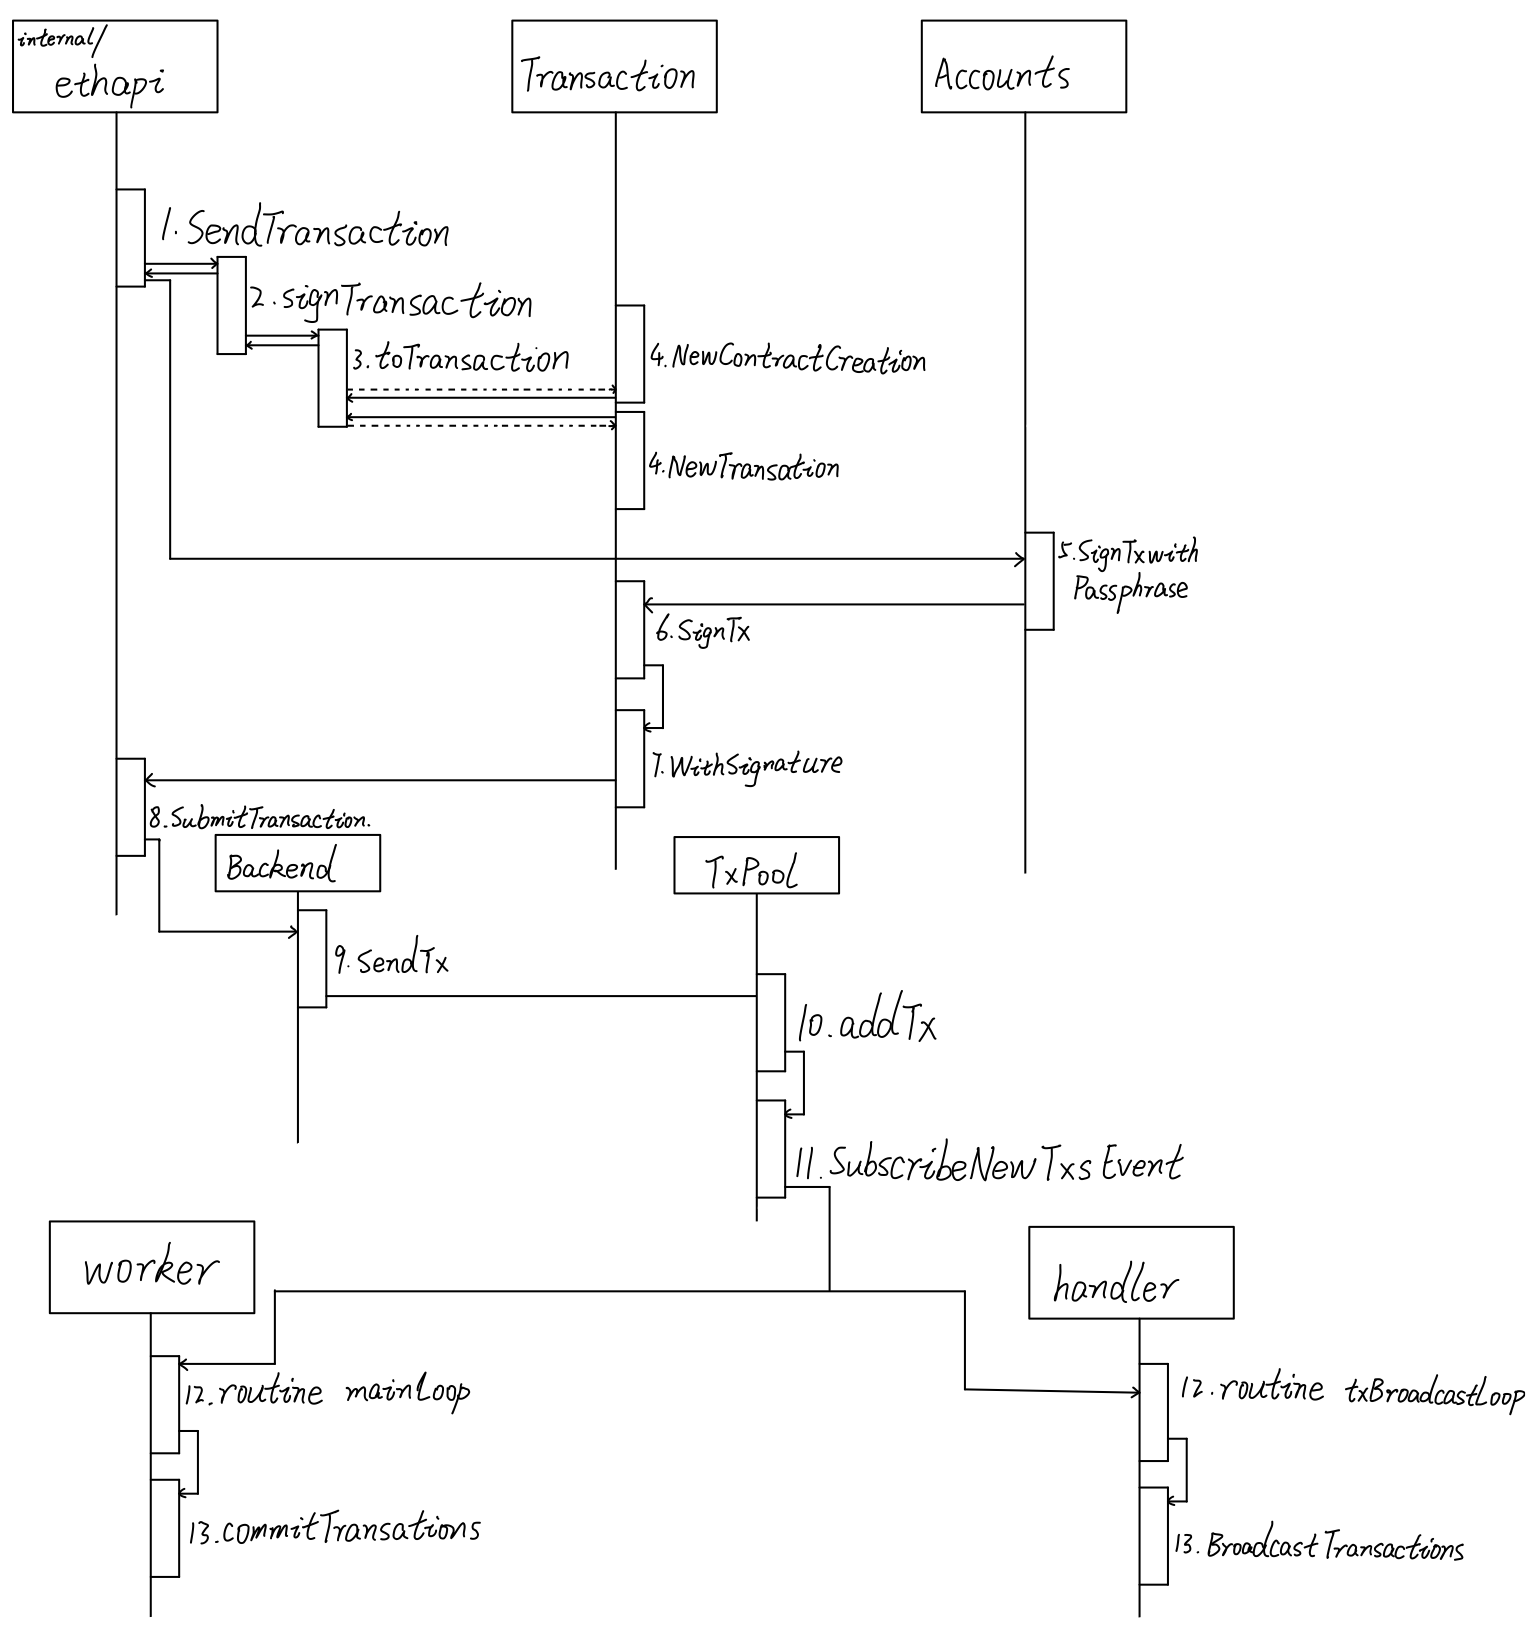 internal/
ethapi
Transaction
Accounts
1.SendTransaction
2.signTransaction
3.toTransaction
4.NewContractCreation
4.NewTransation
5.SignTxwith
Passphrase
6.SignTx
7.WithSignature
8.SubmitTransaction.
Backend
TxPool
9.SendTx
10.addTx
11.SubscribeNewTxsEvent
worker
handler
12.routine mainLoop
12.routine txBroadcastLoop
13.commitTransations
13.BroadcastTransactions